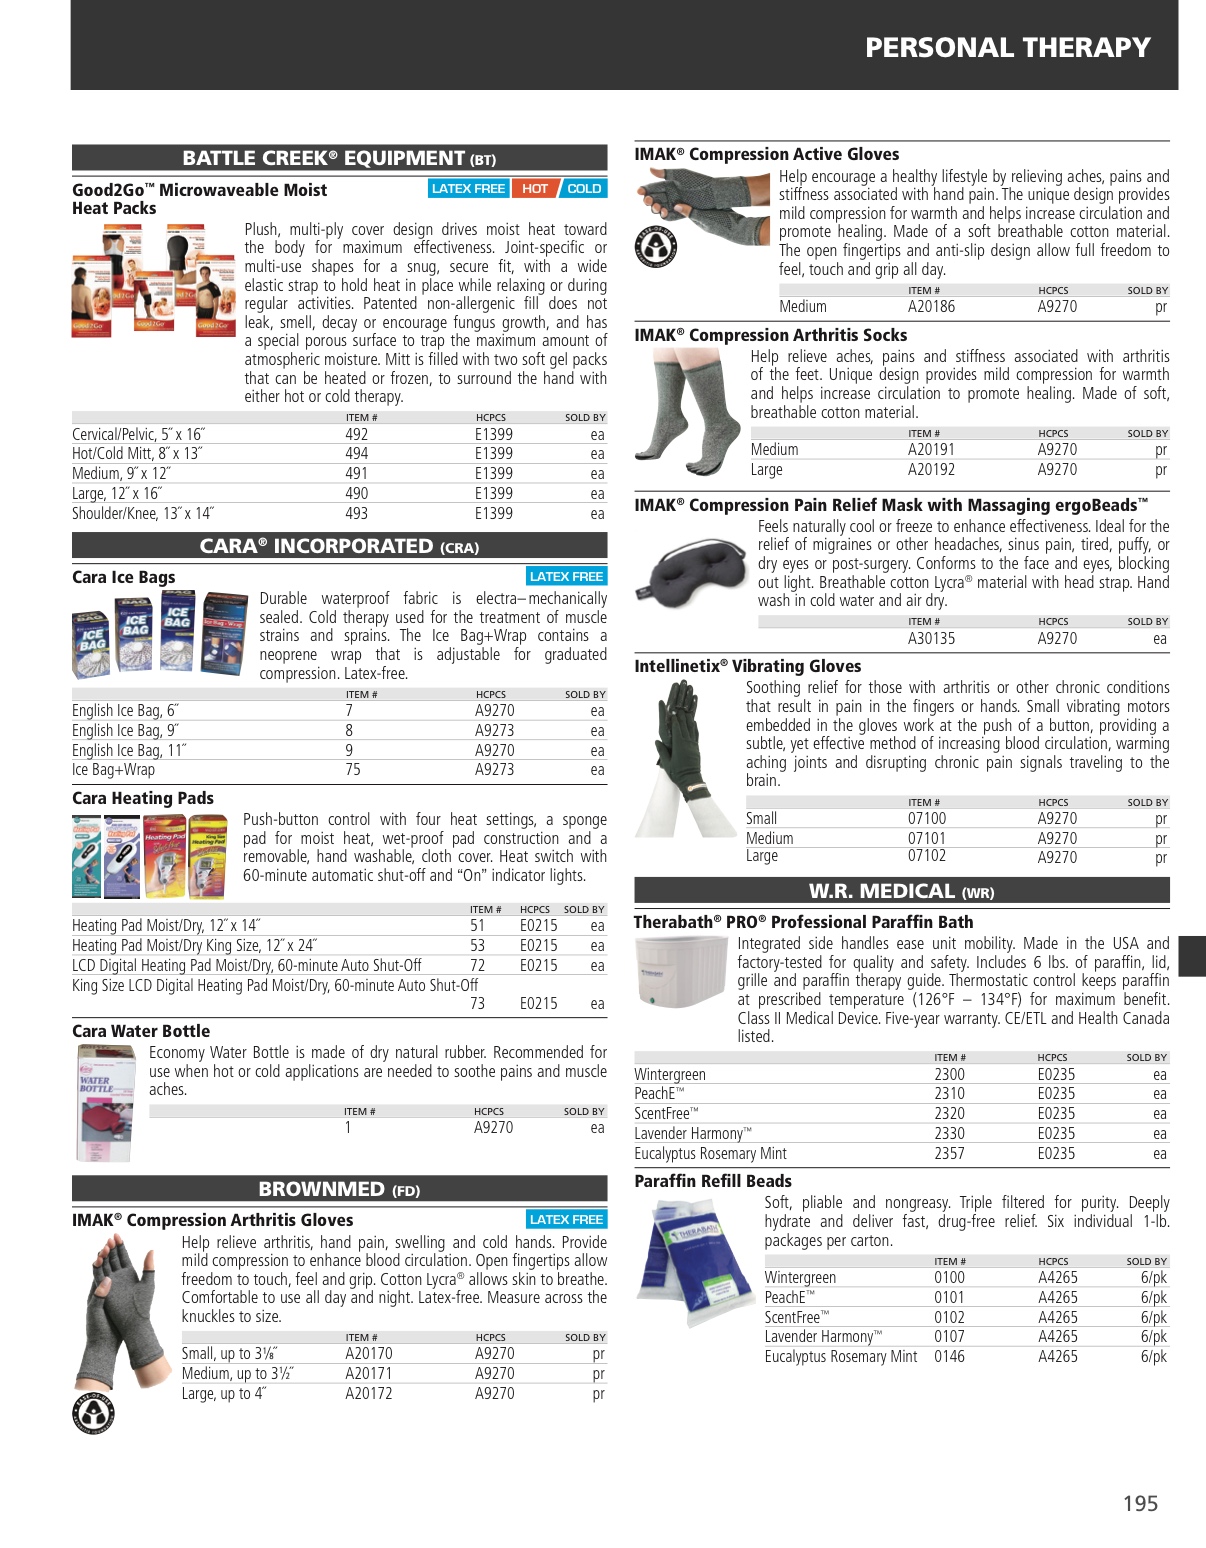 PERSONAL THERAPY
BATTLE CREEK® EQUIPMENT (BT)
Good2Go™ Microwaveable Moist
Heat Packs
LATEX FREE HOT COLD
Plush, multi-ply cover design drives moist heat toward
the body for maximum effectiveness. Joint-specific or
multi-use shapes for a snug, secure fit, with a wide
elastic strap to hold heat in place while relaxing or during
regular activities. Patented non-allergenic fill does not
leak, smell, decay or encourage fungus growth, and has
a special porous surface to trap the maximum amount of
atmospheric moisture. Mitt is filled with two soft gel packs
that can be heated or frozen, to surround the hand with
either hot or cold therapy.
ITEM # HCPCS SOLD BY
Cervical/Pelvic, 5˝ x 16˝ 492 E1399 ea
Hot/Cold Mitt, 8˝ x 13˝ 494 E1399 ea
Medium, 9˝ x 12˝ 491 E1399 ea
Large, 12˝ x 16˝ 490 E1399 ea
Shoulder/Knee, 13˝ x 14˝ 493 E1399 ea
CARA® INCORPORATED (CRA)
Cara Ice Bags
LATEX FREE
ICE BAG
ICE BAG
ICE BAG
Durable waterproof fabric is electra–mechanically
sealed. Cold therapy used for the treatment of muscle
strains and sprains. The Ice Bag+Wrap contains a
neoprene wrap that is adjustable for graduated
compression. Latex-free.
ITEM # HCPCS SOLD BY
English Ice Bag, 6˝ 7 A9270 ea
English Ice Bag, 9˝ 8 A9273 ea
English Ice Bag, 11˝ 9 A9270 ea
Ice Bag+Wrap 75 A9273 ea
Cara Heating Pads
Push-button control with four heat settings, a sponge
pad for moist heat, wet-proof pad construction and a
removable, hand washable, cloth cover. Heat switch with
60-minute automatic shut-off and “On” indicator lights.
ITEM # HCPCS SOLD BY
Heating Pad Moist/Dry, 12˝ x 14˝ 51 E0215 ea
Heating Pad Moist/Dry King Size, 12˝ x 24˝ 53 E0215 ea
LCD Digital Heating Pad Moist/Dry, 60-minute Auto Shut-Off 72 E0215 ea
King Size LCD Digital Heating Pad Moist/Dry, 60-minute Auto Shut-Off
73 E0215 ea
Cara Water Bottle
WATER
BOTTLE
Economy Water Bottle is made of dry natural rubber. Recommended for
use when hot or cold applications are needed to soothe pains and muscle
aches.
ITEM # HCPCS SOLD BY
1 A9270 ea
BROWNMED (FD)
IMAK® Compression Arthritis Gloves
LATEX FREE
Help relieve arthritis, hand pain, swelling and cold hands. Provide
mild compression to enhance blood circulation. Open fingertips allow
freedom to touch, feel and grip. Cotton Lycra® allows skin to breathe.
Comfortable to use all day and night. Latex-free. Measure across the
knuckles to size.
ITEM # HCPCS SOLD BY
Small, up to 3⅛˝ A20170 A9270 pr
Medium, up to 3½˝ A20171 A9270 pr
Large, up to 4˝ A20172 A9270 pr
IMAK® Compression Active Gloves
Help encourage a healthy lifestyle by relieving aches, pains and
stiffness associated with hand pain. The unique design provides
mild compression for warmth and helps increase circulation and
promote healing. Made of a soft breathable cotton material.
The open fingertips and anti-slip design allow full freedom to
feel, touch and grip all day.
ITEM # HCPCS SOLD BY
Medium A20186 A9270 pr
IMAK® Compression Arthritis Socks
Help relieve aches, pains and stiffness associated with arthritis
of the feet. Unique design provides mild compression for warmth
and helps increase circulation to promote healing. Made of soft,
breathable cotton material.
ITEM # HCPCS SOLD BY
Medium A20191 A9270 pr
Large A20192 A9270 pr
IMAK® Compression Pain Relief Mask with Massaging ergoBeads™
Feels naturally cool or freeze to enhance effectiveness. Ideal for the
relief of migraines or other headaches, sinus pain, tired, puffy, or
dry eyes or post-surgery. Conforms to the face and eyes, blocking
out light. Breathable cotton Lycra® material with head strap. Hand
wash in cold water and air dry.
ITEM # HCPCS SOLD BY
A30135 A9270 ea
Intellinetix® Vibrating Gloves
Soothing relief for those with arthritis or other chronic conditions
that result in pain in the fingers or hands. Small vibrating motors
embedded in the gloves work at the push of a button, providing a
subtle, yet effective method of increasing blood circulation, warming
aching joints and disrupting chronic pain signals traveling to the
brain.
ITEM # HCPCS SOLD BY
Small 07100 A9270 pr
Medium 07101 A9270 pr
Large 07102 A9270 pr
W.R. MEDICAL (WR)
Therabath® PRO® Professional Paraffin Bath
Integrated side handles ease unit mobility. Made in the USA and
factory-tested for quality and safety. Includes 6 lbs. of paraffin, lid,
grille and paraffin therapy guide. Thermostatic control keeps paraffin
at prescribed temperature (126°F – 134°F) for maximum benefit.
Class II Medical Device. Five-year warranty. CE/ETL and Health Canada
listed.
ITEM # HCPCS SOLD BY
Wintergreen 2300 E0235 ea
PeachE™ 2310 E0235 ea
ScentFree™ 2320 E0235 ea
Lavender Harmony™ 2330 E0235 ea
Eucalyptus Rosemary Mint 2357 E0235 ea
Paraffin Refill Beads
THERABATH
Soft, pliable and nongreasy. Triple filtered for purity. Deeply
hydrate and deliver fast, drug-free relief. Six individual 1-lb.
packages per carton.
ITEM # HCPCS SOLD BY
Wintergreen 0100 A4265 6/pk
PeachE™ 0101 A4265 6/pk
ScentFree™ 0102 A4265 6/pk
Lavender Harmony™ 0107 A4265 6/pk
Eucalyptus Rosemary Mint 0146 A4265 6/pk
195